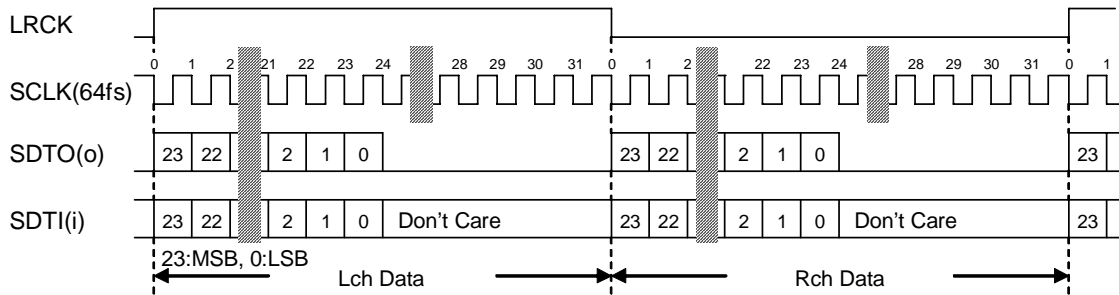 LRCK
0 1 2 21 22 23 24 28 29 30 31 0 1 2 22 23 24 28 29 30 31 0 1
SCLK(64fs)
SDTO(o) 23 22 2 1 0 23 22 2 1 0 23
SDTI(i) 23 22 2 1 0 Don't Care 23 22 2 1 0 Don't Care 23
23:MSB, 0:LSB
Lch Data Rch Data